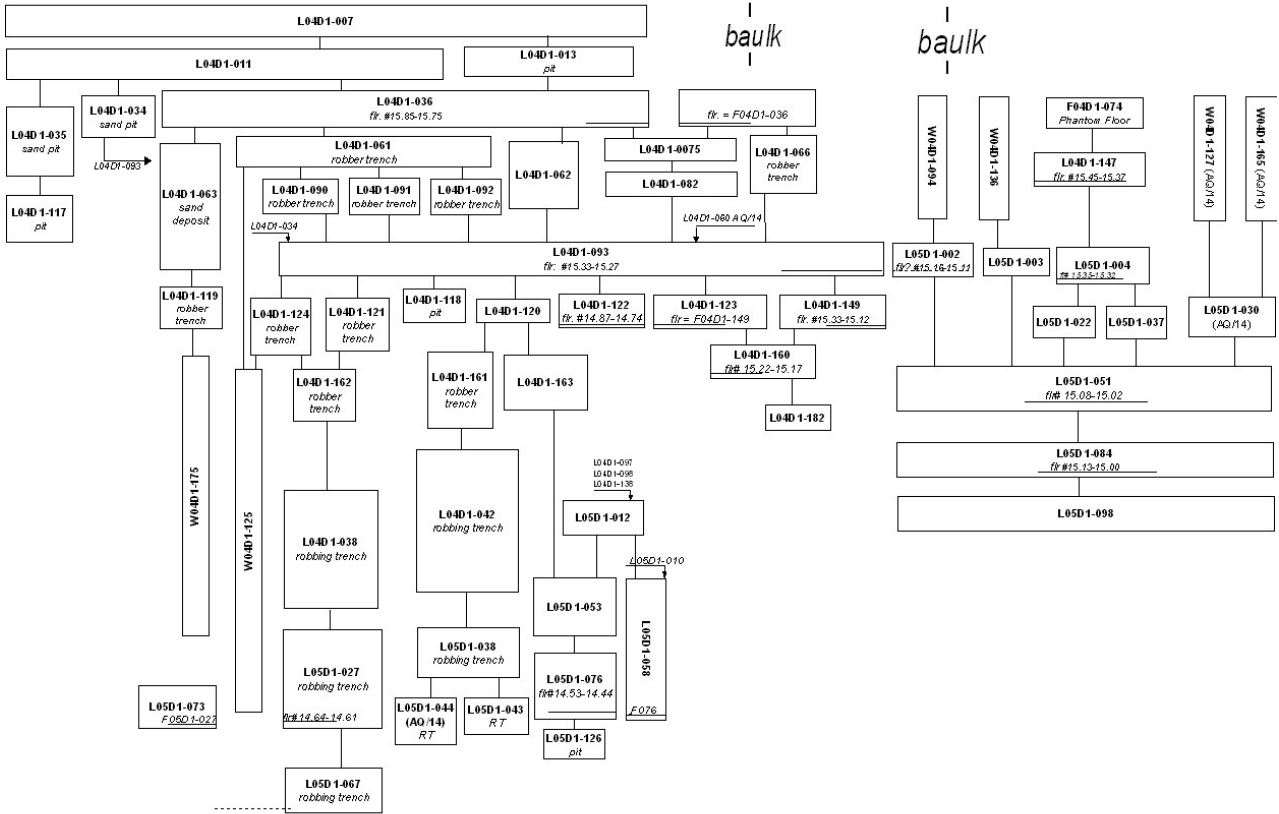 L04D1-007
baulk
baulk
L04D1-011
L04D1-013
pit
L04D1-035
sand pit
L04D1-034
sand pit
L04D1-093
L04D1-036
flr. #15.85-15.75
flr. = F04D1-036
W04D1-094
W04D1-136
F04D1-074
Phantom Floor
W04D1-127 (AQ/14)
W04D1-165 (AQ/14)
L04D1-063
sand
deposit
L04D1-061
robber trench
L04D1-062
L04D1-0075
L04D1-066
robber
trench
L04D1-147
flr. #15.45-15.37
L04D1-117
pit
L04D1-090
robber trench
L04D1-091
robber trench
L04D1-092
robber trench
L04D1-082
L04D1-034
L04D1-060 AQ/14
L04D1-093
flr: #15.33-15.27
L05D1-002
flr?.#15.16-15.11
L05D1-003
L05D1-004
L04D1-119
robber
trench
L04D1-124
robber
trench
L04D1-121
robber
trench
L04D1-118
pit
L04D1-120
L04D1-122
flr. #14.87-14.74
L04D1-123
flr = F04D1-149
L04D1-149
flr. #15.33-15.12
L05D1-022
L05D1-037
L05D1-030
(AQ/14)
L04D1-162
robber
trench
L04D1-161
robber
trench
L04D1-163
L04D1-160
flr# 15.22-15.17
L04D1-182
L05D1-051
flr# 15.08-15.02
W04D1-175
W04D1-125
L05D1-084
flr#15.13-15.00
L05D1-098
L04D1-097
L04D1-098
L04D1-138
L04D1-038
robbing trench
L04D1-042
robbing trench
L05D1-012
L05D1-010
L05D1-053
L05D1-058
F076
L05D1-027
robbing trench
flr#14.64-14.61
L05D1-038
robbing trench
L05D1-076
flr#14.53-14.44
L05D1-073
F05D1-027
L05D1-044
(AQ/14)
RT
L05D1-043
RT
L05D1-126
pit
L05D1-067
robbing trench